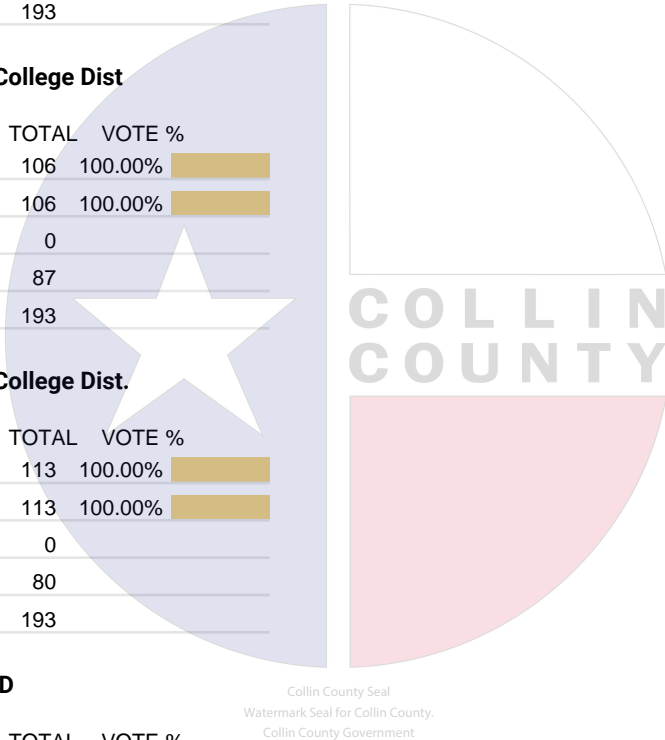 193
College Dist
TOTAL VOTE %
106 100.00%
106 100.00%
0
87
193
College Dist.
TOTAL VOTE %
113 100.00%
113 100.00%
0
80
193
D
TOTAL VOTE %
COLLIN
COUNTY
Collin County Seal
Watermark Seal for Collin County.
Collin County Government